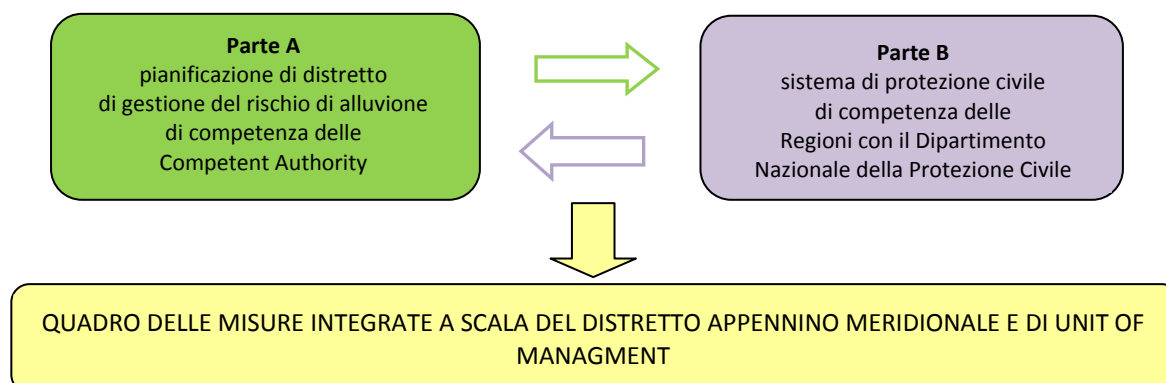 Parte A
pianificazione di distretto
di gestione del rischio di alluvione
di competenza delle
Competent Authority
Parte B
sistema di protezione civile
di competenza delle
Regioni con il Dipartimento
Nazionale della Protezione Civile
QUADRO DELLE MISURE INTEGRATE A SCALA DEL DISTRETTO APPENNINO MERIDIONALE E DI UNIT OF
MANAGMENT